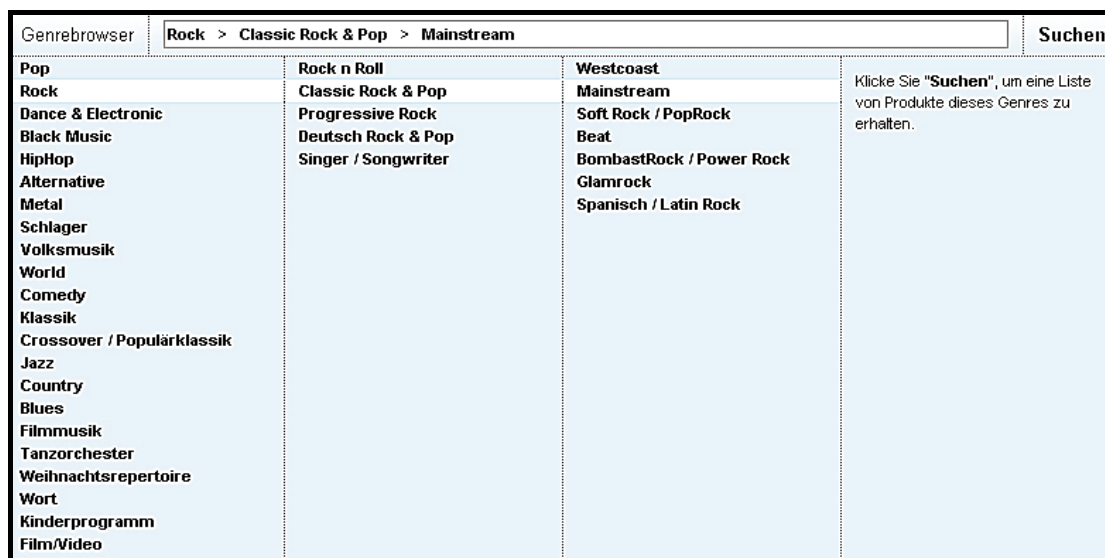 Genrebrowser
Rock > Classic Rock & Pop > Mainstream
Suchen
Pop
Rock
Dance & Electronic
Black Music
HipHop
Alternative
Metal
Schlager
Volksmusik
World
Comedy
Klassik
Crossover / Populärklassik
Jazz
Country
Blues
Filmmusik
Tanzorchester
Weihnachtsrepertoire
Wort
Kinderprogramm
Film/Video
Rock n Roll
Classic Rock & Pop
Progressive Rock
Deutsch Rock & Pop
Singer / Songwriter
Westcoast
Mainstream
Soft Rock / PopRock
Beat
BombastRock / Power Rock
Glamrock
Spanisch / Latin Rock
Klicke Sie "Suchen", um eine Liste
von Produkte dieses Genres zu
erhalten.